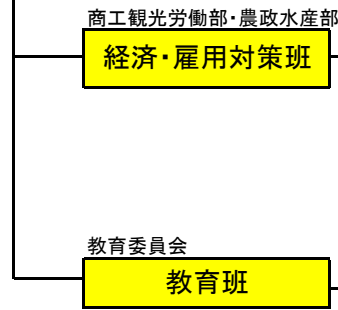 商工観光労働部・農政水産部
経済・雇用対策班
教育委員会
教育班